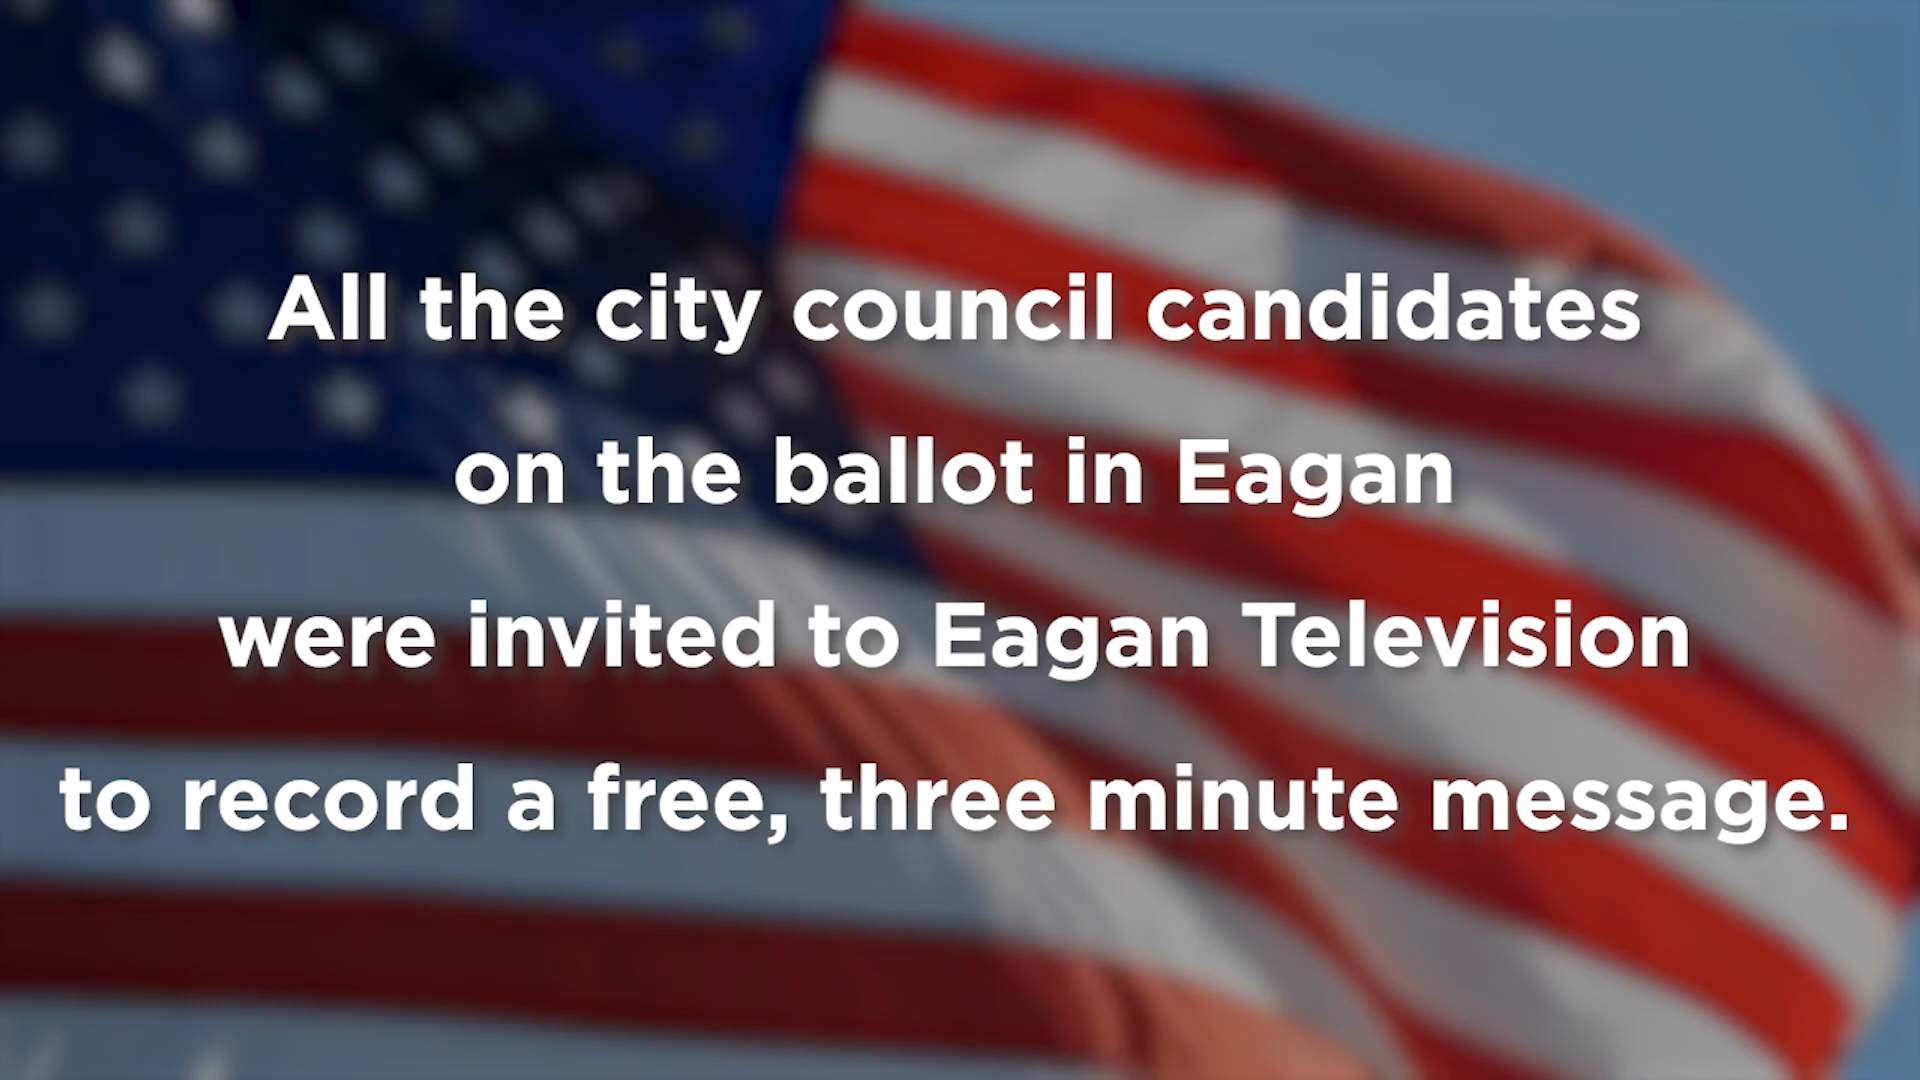 All the city council candidates
on the ballot in Eagan
were invited to Eagan Television
to record a free, three minute message.